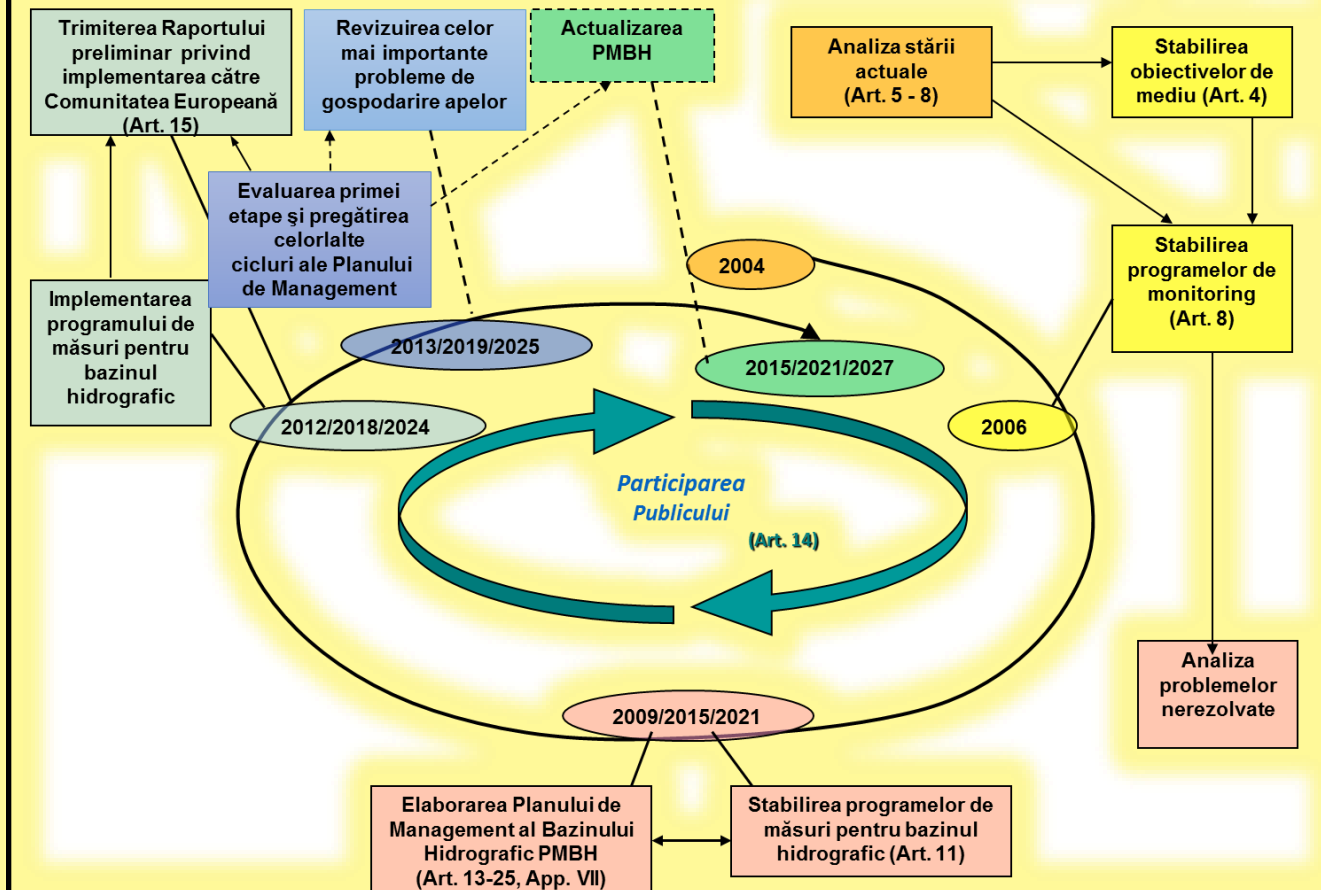 Trimiterea Raportului
preliminar privind
implementarea către
Comunitatea Europeană
(Art. 15)
Revizuirea celor
mai importante
probleme de
gospodarire apelor
Actualizarea
PMBH
Analiza stării
actuale
(Art. 5 - 8)
Stabilirea
obiectivelor de
mediu (Art. 4)
Evaluarea primei
etape şi pregătirea
celorlalte
cicluri ale Planului
de Management
Implementarea
programului de
măsuri pentru
bazinul
hidrografic
2004
Stabilirea
programelor de
monitoring
(Art. 8)
2013/2019/2025
2015/2021/2027
2012/2018/2024
2006
Participarea
Publicului
(Art. 14)
Analiza
problemelor
nerezolvate
2009/2015/2021
Elaborarea Planului de
Management al Bazinului
Hidrografic PMBH
(Art. 13-25, App. VII)
Stabilirea programelor de
măsuri pentru bazinul
hidrografic (Art. 11)